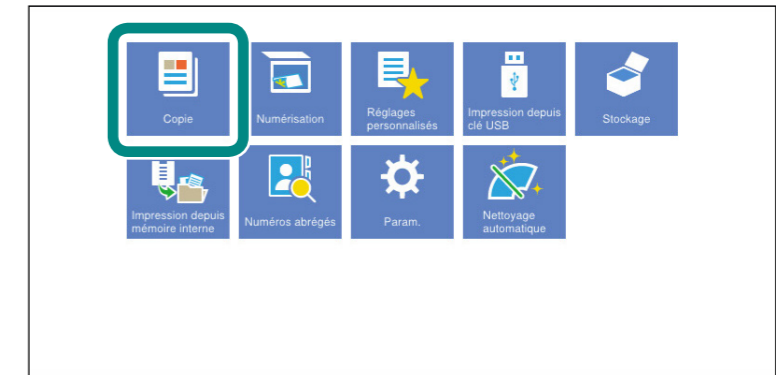 Copie
Numérisation
Réglages
personnalisés
Impression depuis
clé USB
Stockage
Impression depuis
mémoire interne
Numéros abrégés
Param.
Nettoyage
automatique